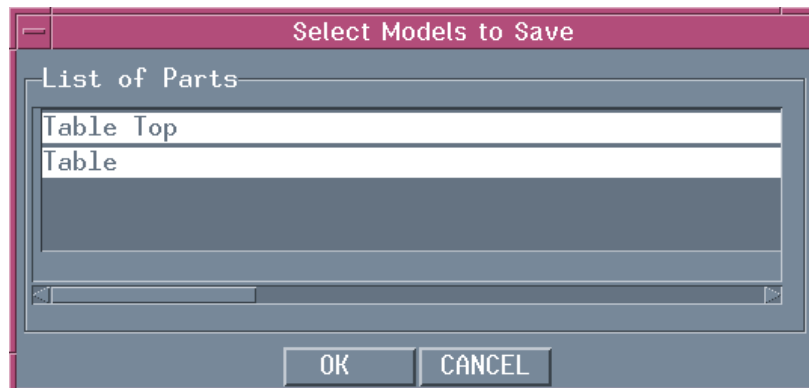 Select Models to Save
List of Parts
Table Top
Table
OK CANCEL